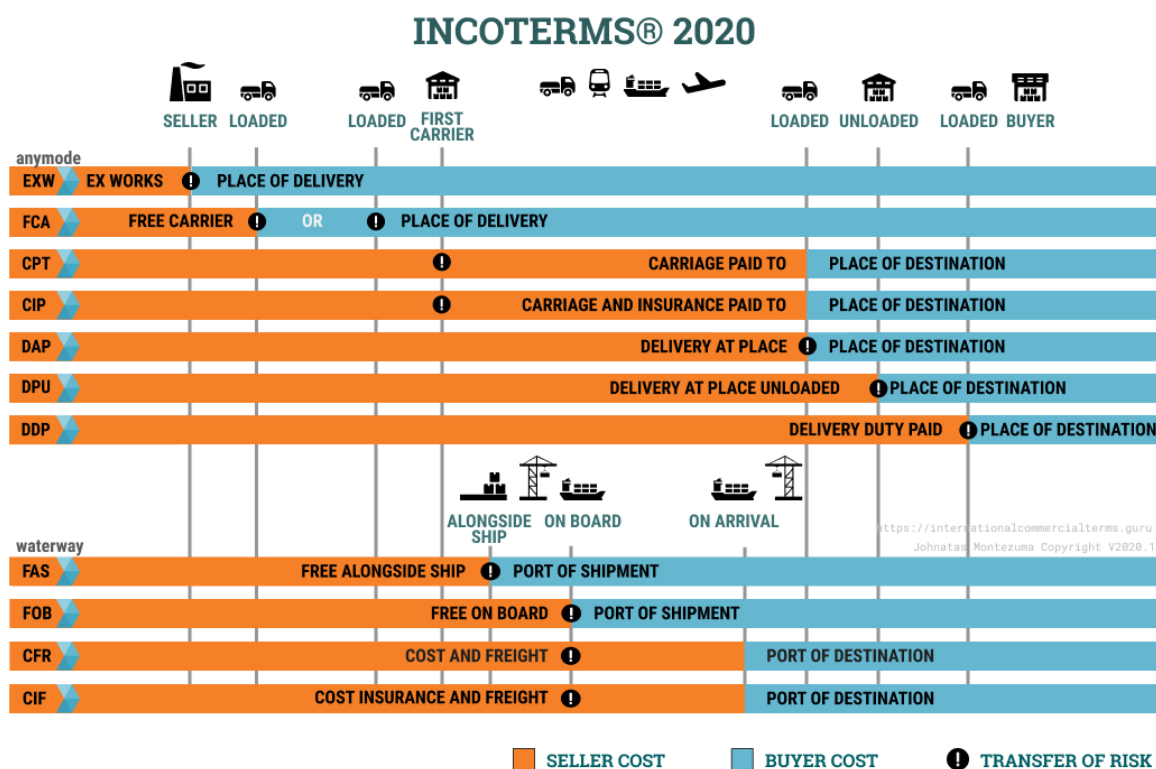 INCOTERMS® 2020
SELLER LOADED LOADED FIRST CARRIER LOADED UNLOADED LOADED BUYER
anymode
EXW EX WORKS ! PLACE OF DELIVERY
FCA FREE CARRIER ! OR ! PLACE OF DELIVERY
CPT ! CARRIAGE PAID TO PLACE OF DESTINATION
CIP ! CARRIAGE AND INSURANCE PAID TO PLACE OF DESTINATION
DAP DELIVERY AT PLACE ! PLACE OF DESTINATION
DPU DELIVERY AT PLACE UNLOADED ! PLACE OF DESTINATION
DDP DELIVERY DUTY PAID ! PLACE OF DESTINATION
ALONGSIDE SHIP ON BOARD ON ARRIVAL
https://internationalcommercialterms.guru
Johnatas Montezuma Copyright V2020.1
waterway
FAS FREE ALONGSIDE SHIP ! PORT OF SHIPMENT
FOB FREE ON BOARD ! PORT OF SHIPMENT
CFR COST AND FREIGHT ! PORT OF DESTINATION
CIF COST INSURANCE AND FREIGHT ! PORT OF DESTINATION
SELLER COST BUYER COST ! TRANSFER OF RISK